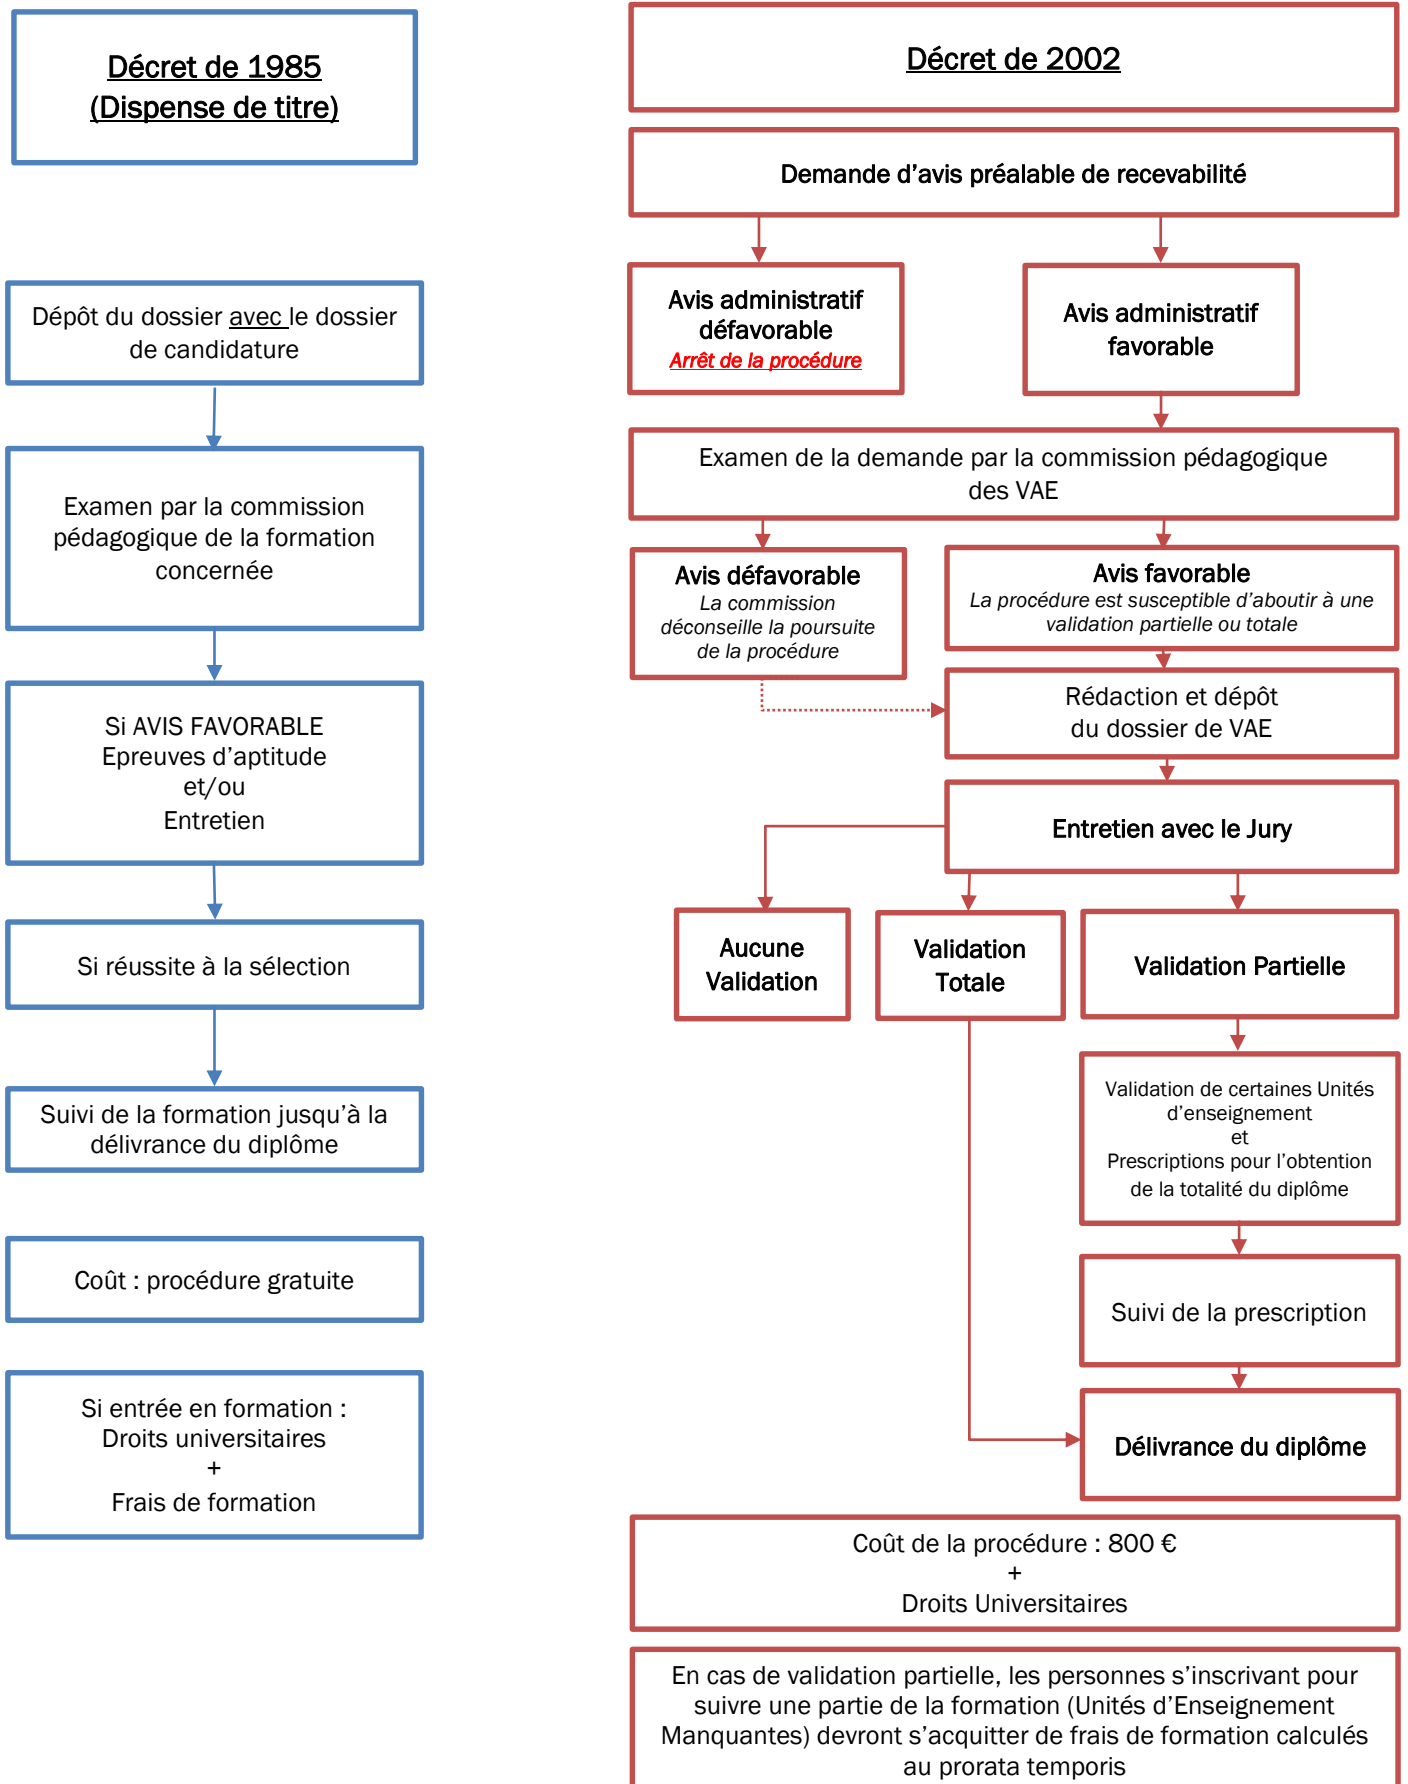 Décret de 1985
(Dispense de titre)
Dépôt du dossier avec le dossier
de candidature
Examen par la commission
pédagogique de la formation
concernée
Si AVIS FAVORABLE
Epreuves d’aptitude
et/ou
Entretien
Si réussite à la sélection
Suivi de la formation jusqu’à la
délivrance du diplôme
Coût : procédure gratuite
Si entrée en formation :
Droits universitaires
+
Frais de formation
Décret de 2002
Demande d’avis préalable de recevabilité
Avis administratif
défavorable
Arrêt de la procédure
Avis administratif
favorable
Examen de la demande par la commission pédagogique
des VAE
Avis défavorable
La commission
déconseille la poursuite
de la procédure
Avis favorable
La procédure est susceptible d’aboutir à une
validation partielle ou totale
Rédaction et dépôt
du dossier de VAE
Entretien avec le Jury
Aucune
Validation
Validation
Totale
Validation Partielle
Validation de certaines Unités
d’enseignement
et
Prescriptions pour l’obtention
de la totalité du diplôme
Suivi de la prescription
Délivrance du diplôme
Coût de la procédure : 800 €
+
Droits Universitaires
En cas de validation partielle, les personnes s’inscrivant pour
suivre une partie de la formation (Unités d’Enseignement
Manquantes) devront s’acquitter de frais de formation calculés
au prorata temporis